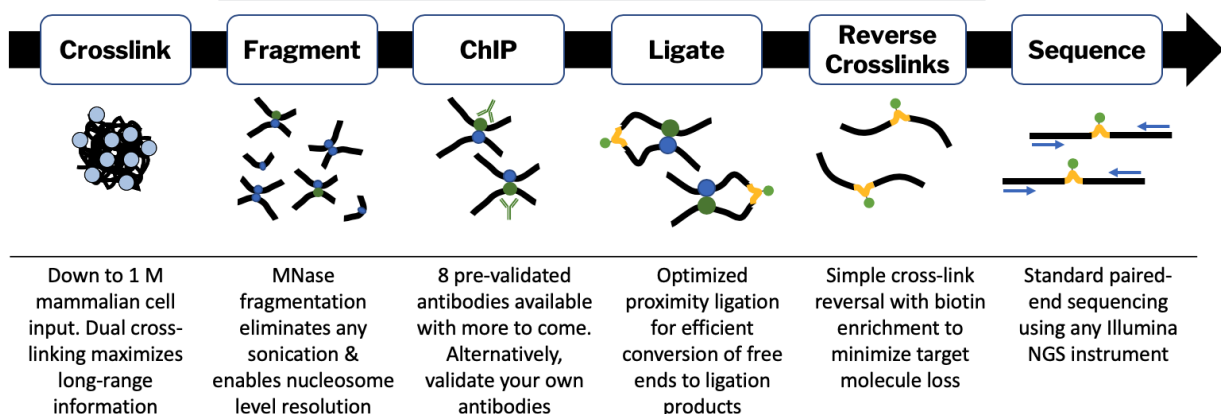 Crosslink
Fragment
ChIP
Ligate
Reverse
Crosslinks
Sequence
Down to 1 M
mammalian cell
input. Dual cross-
linking maximizes
long-range
information
MNase
fragmentation
eliminates any
sonication &
enables nucleosome
level resolution
8 pre-validated
antibodies available
with more to come.
Alternatively,
validate your own
antibodies
Optimized
proximity ligation
for efficient
conversion of free
ends to ligation
products
Simple cross-link
reversal with biotin
enrichment to
minimize target
molecule loss
Standard paired-
end sequencing
using any Illumina
NGS instrument